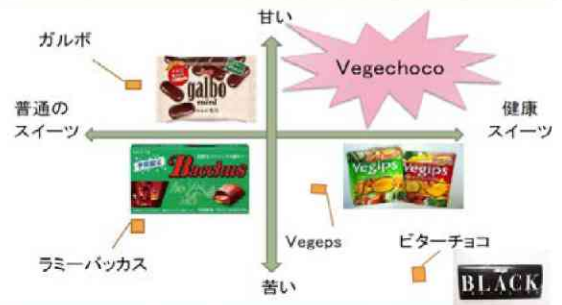 甘い
ガルボ
Vegechoco
galbo
mini
普通の
スイーツ
健康
スイーツ
Bacchus
Vegips
Vegips
Vegeps
ビターチョコ
ラミーバッカス
苦い
BLACK